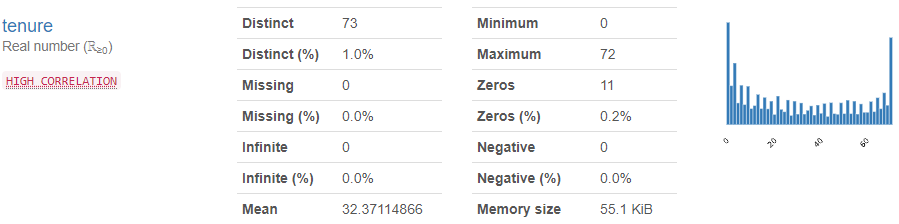 tenure
Real number (ℝ≥0)
HIGH CORRELATION
Distinct 73
Distinct (%) 1.0%
Missing 0
Missing (%) 0.0%
Infinite 0
Infinite (%) 0.0%
Mean 32.37114866
Minimum 0
Maximum 72
Zeros 11
Zeros (%) 0.2%
Negative 0
Negative (%) 0.0%
Memory size 55.1 KiB
0 20 40 60